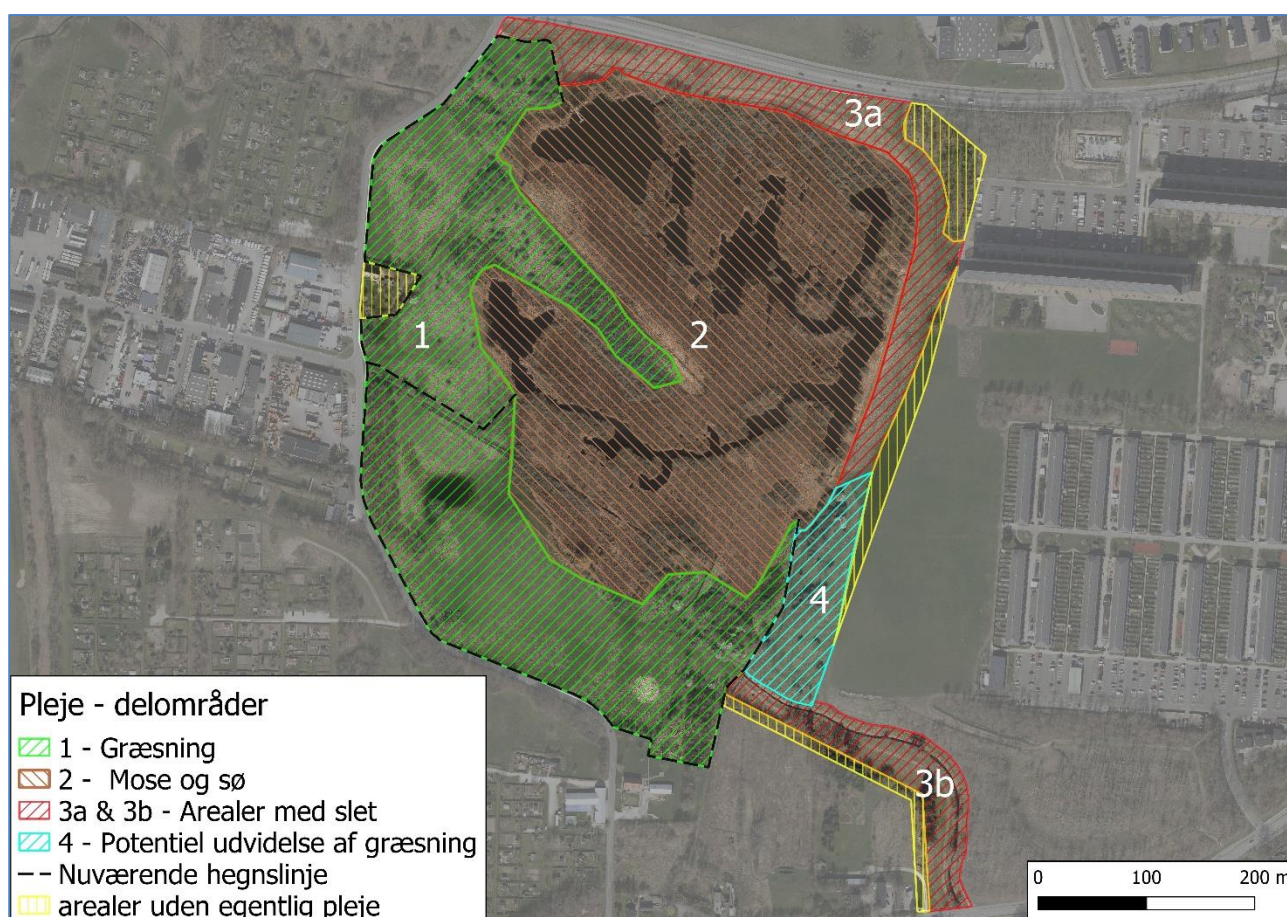 3a
1
2
4
3b
Pleje - delområder
1 - Græsning
2 - Mose og sø
3a & 3b - Arealer med slet
4 - Potentiel udvidelse af græsning
Nuværende hegnslinje
arealer uden egentlig pleje
0 100 200 m